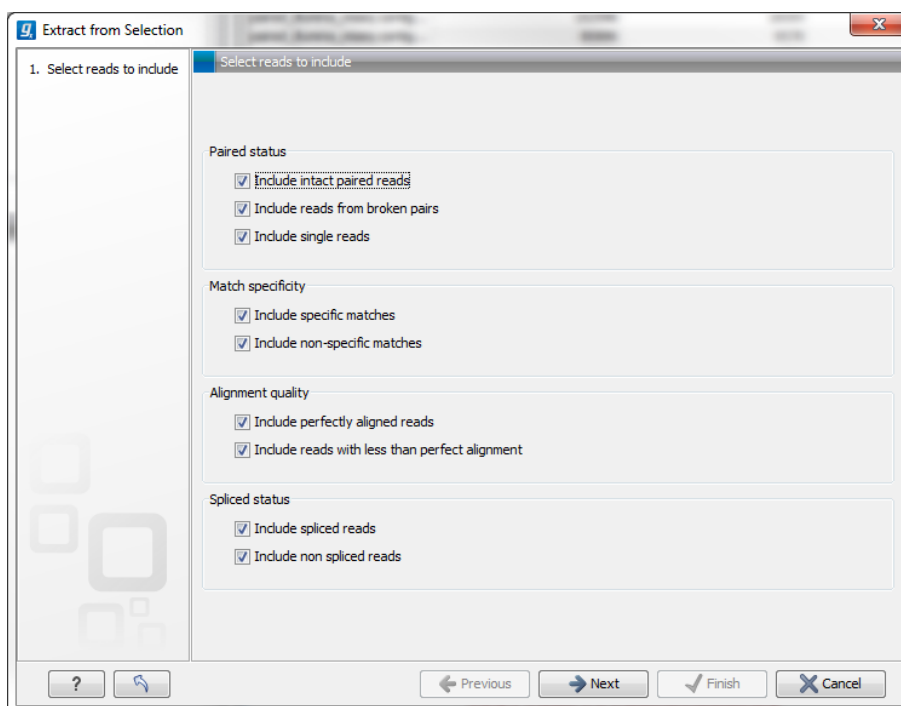 Extract from Selection
1. Select reads to include
Select reads to include
Paired status
Include intact paired reads
Include reads from broken pairs
Include single reads
Match specificity
Include specific matches
Include non-specific matches
Alignment quality
Include perfectly aligned reads
Include reads with less than perfect alignment
Spliced status
Include spliced reads
Include non spliced reads
? Previous Next Finish Cancel